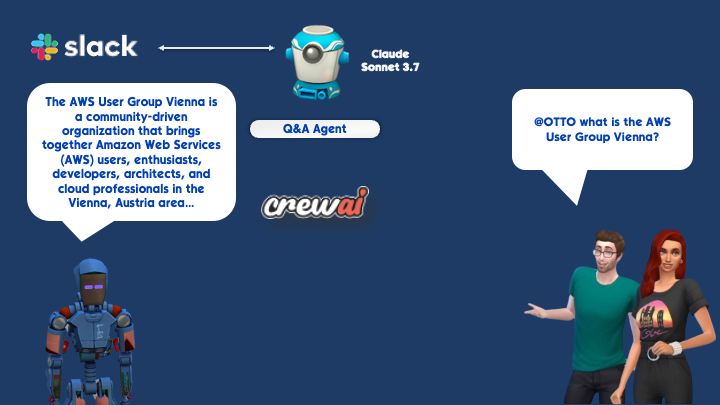 slack
Claude
Sonnet 3.7
The AWS User Group Vienna is
a community-driven
organization that brings
together Amazon Web Services
(AWS) users, enthusiasts,
developers, architects, and
cloud professionals in the
Vienna, Austria area...
Q&A Agent
crewai
@OTTO what is the AWS
User Group Vienna?